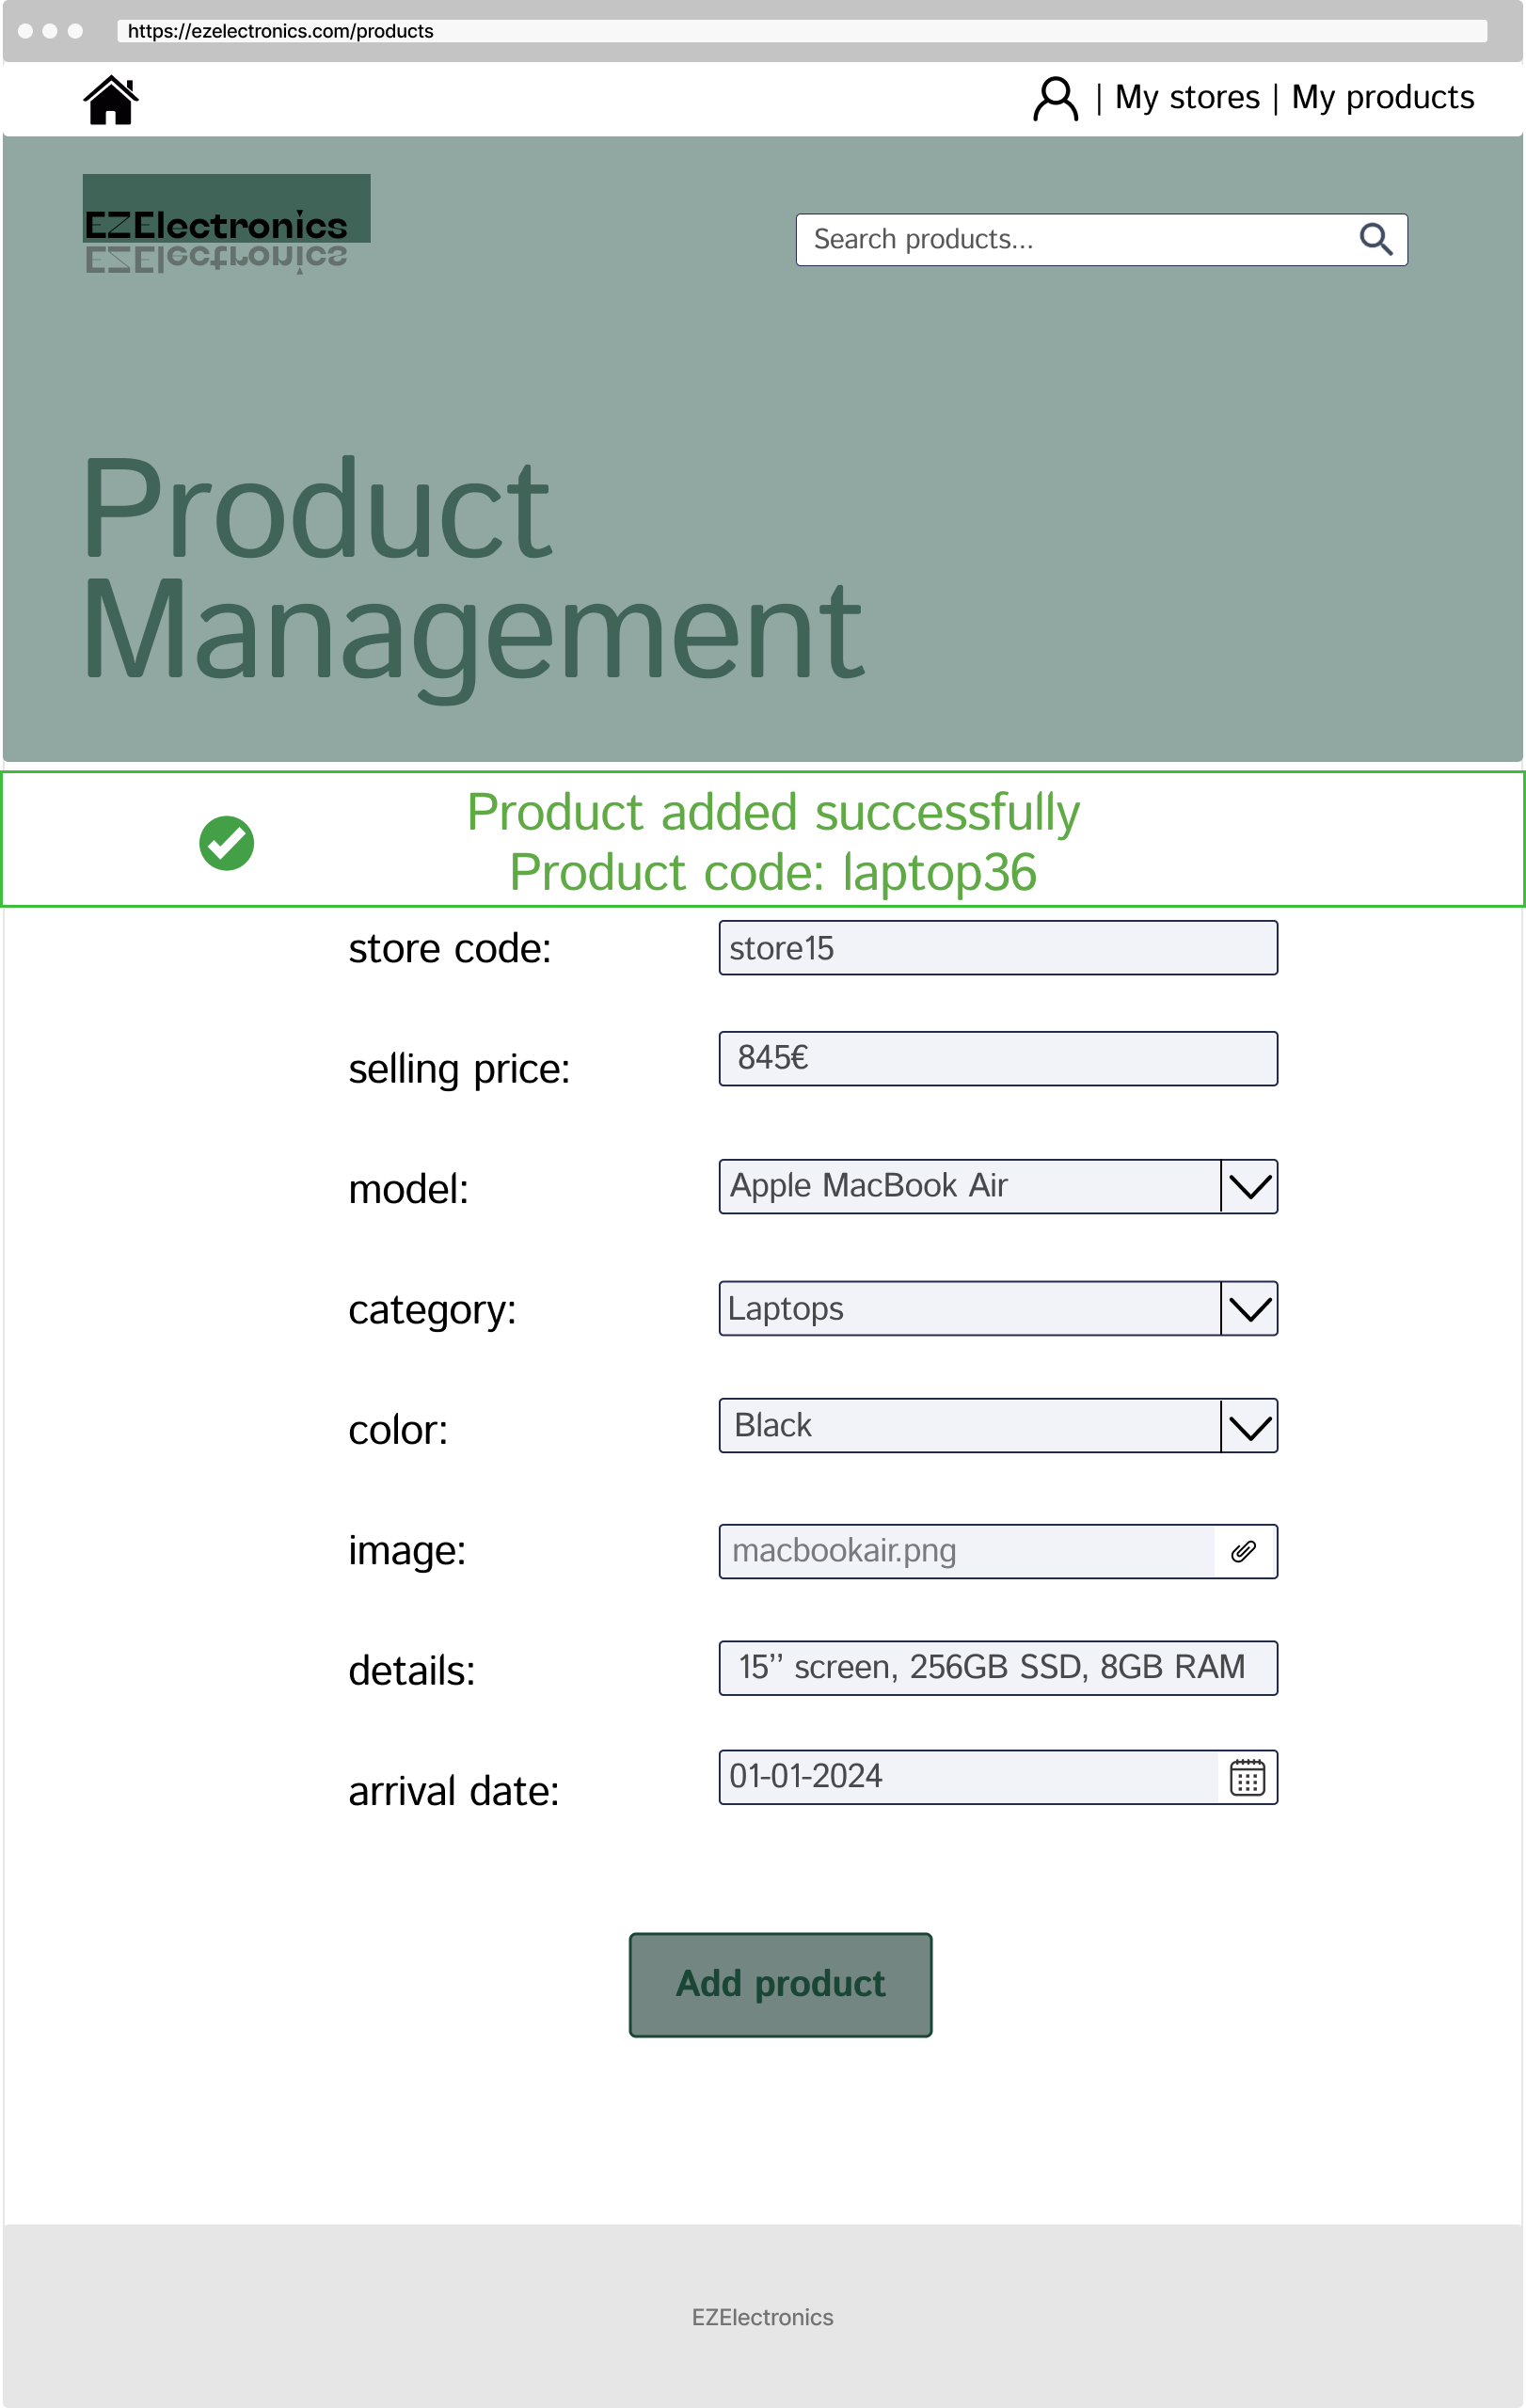 https://ezelectronics.com/products
| My stores | My products
EZElectronics
Search products...
Product
Management
Product added successfully
Product code: laptop36
store code: store15
selling price: 845€
model: Apple MacBook Air
category: Laptops
color: Black
image: macbookair.png
details: 15’’ screen, 256GB SSD, 8GB RAM
arrival date: 01-01-2024
Add product
EZElectronics